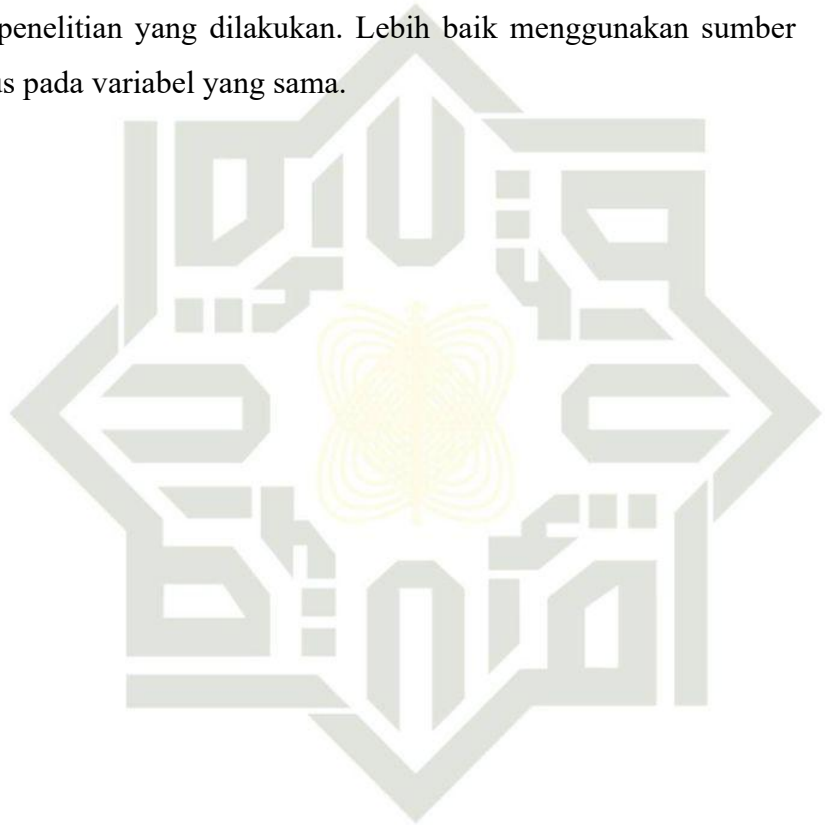 penelitian yang dilakukan. Lebih baik menggunakan sumber
pada variabel yang sama.